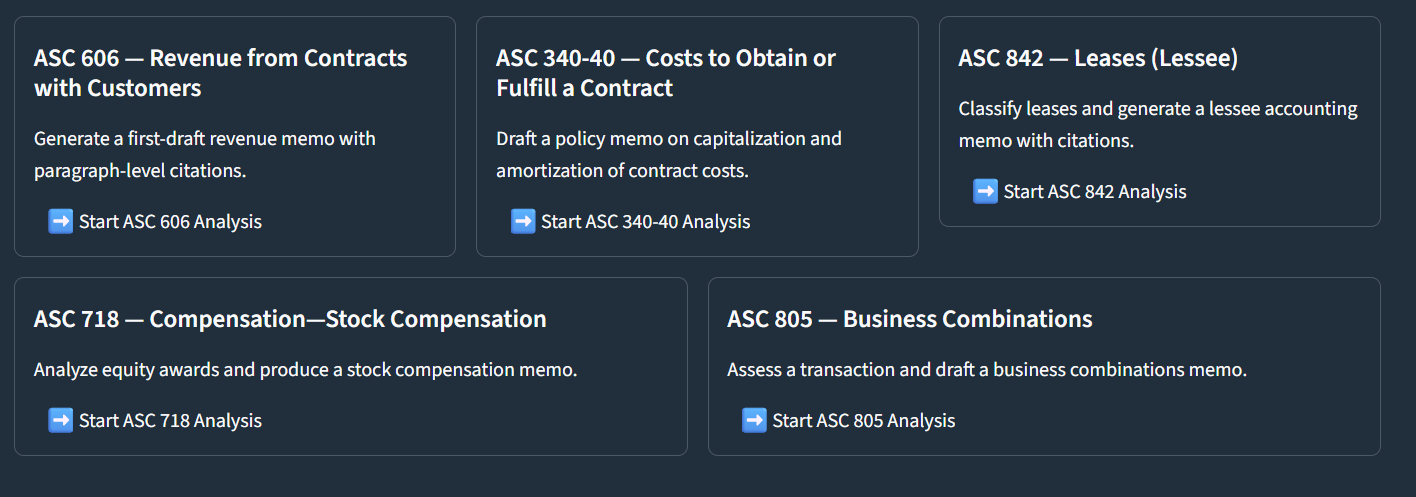 ASC 606 — Revenue from Contracts
with Customers
Generate a first-draft revenue memo with
paragraph-level citations.
➡️ Start ASC 606 Analysis
ASC 340-40 — Costs to Obtain or
Fulfill a Contract
Draft a policy memo on capitalization and
amortization of contract costs.
➡️ Start ASC 340-40 Analysis
ASC 842 — Leases (Lessee)
Classify leases and generate a lessee accounting
memo with citations.
➡️ Start ASC 842 Analysis
ASC 718 — Compensation—Stock Compensation
Analyze equity awards and produce a stock compensation memo.
➡️ Start ASC 718 Analysis
ASC 805 — Business Combinations
Assess a transaction and draft a business combinations memo.
➡️ Start ASC 805 Analysis